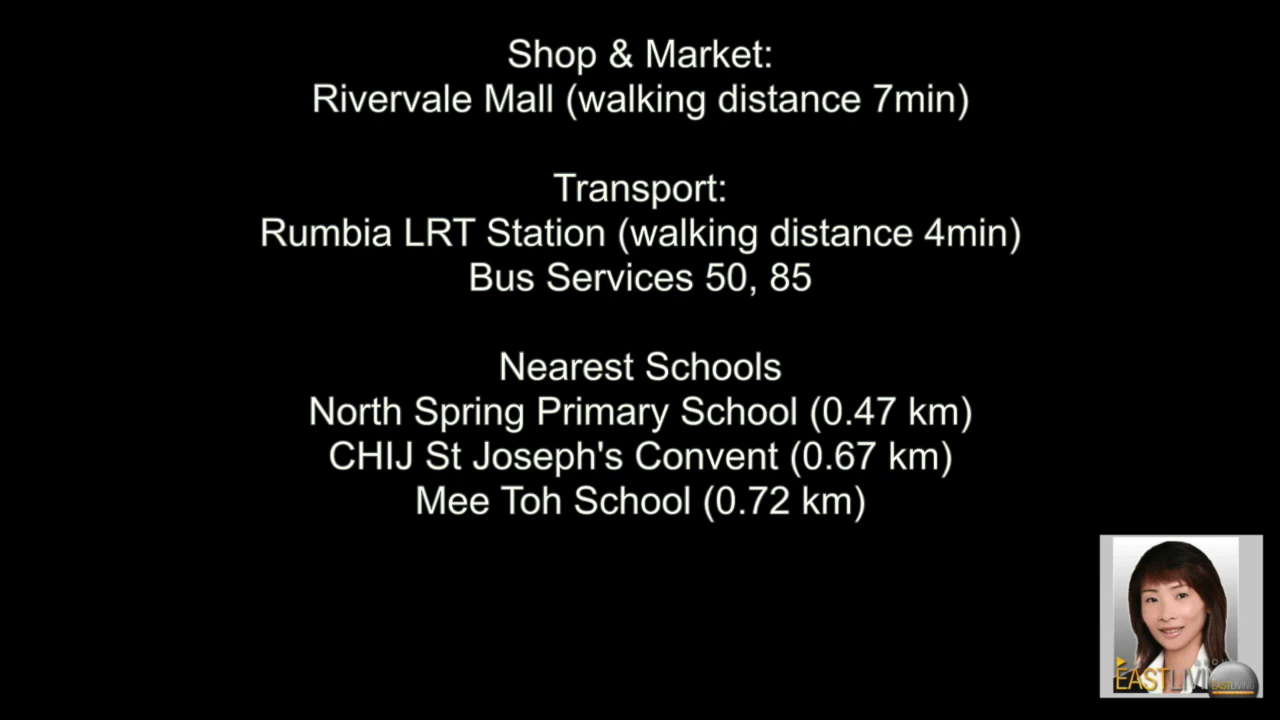 Shop & Market:
Rivervale Mall (walking distance 7min)
Transport:
Rumbia LRT Station (walking distance 4min)
Bus Services 50, 85
Nearest Schools
North Spring Primary School (0.47 km)
CHIJ St Joseph's Convent (0.67 km)
Mee Toh School (0.72 km)
EASTLIVI
EASTLIVING